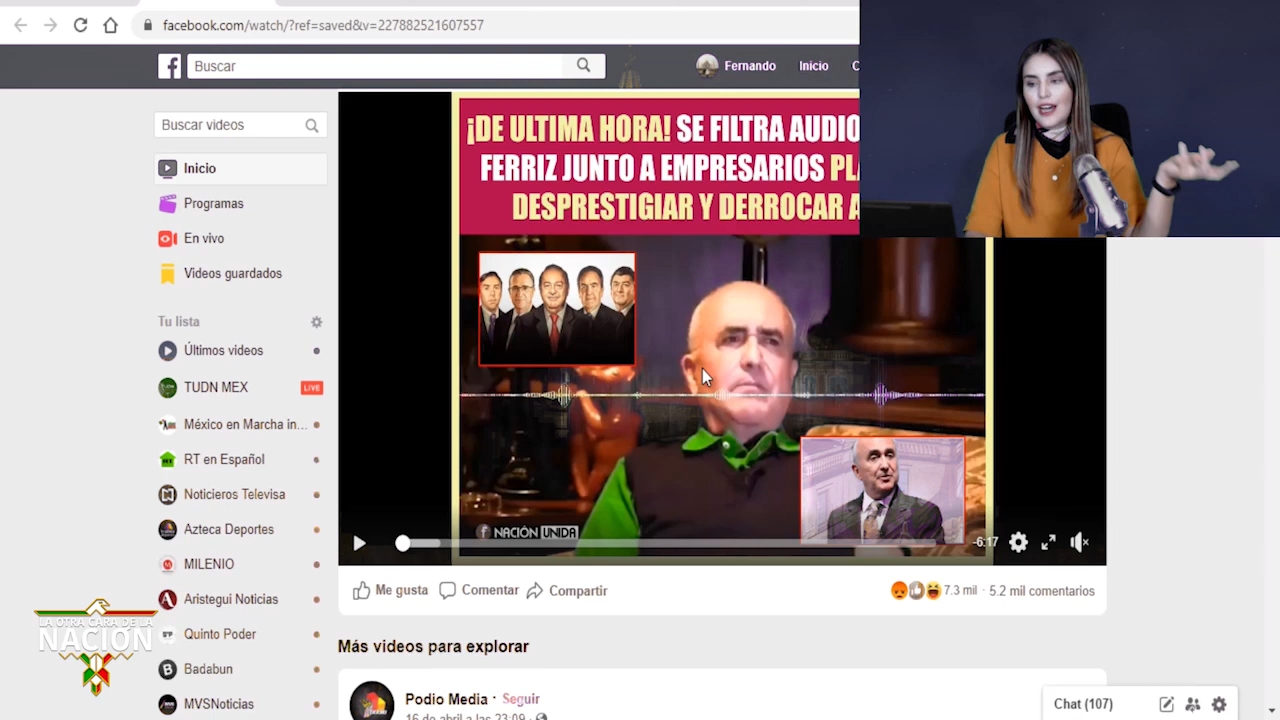 facebook.com/watch/?ref=saved&v=227882521607557
Buscar
Fernando
Inicio
Buscar videos
Inicio
Programas
En vivo
Videos guardados
Tu lista
Últimos videos
TUDN MEX
LIVE
México en Marcha in...
RT en Español
Noticieros Televisa
Azteca Deportes
MILENIO
Aristegui Noticias
Quinto Poder
Badabun
MVSNoticias
¡DE ULTIMA HORA! SE FILTRA AUDIO
FERRIZ JUNTO A EMPRESARIOS
DESPRESTIGIAR Y DERROCAR
NACIÓN UNIDA
-6:17
Me gusta
Comentar
Compartir
7.3 mil · 5.2 mil comentarios
Más videos para explorar
Podio Media · Seguir
16 de abril a las 23:09 ·
Chat (107)
LA OTRA CARA DE LA
NACIÓN